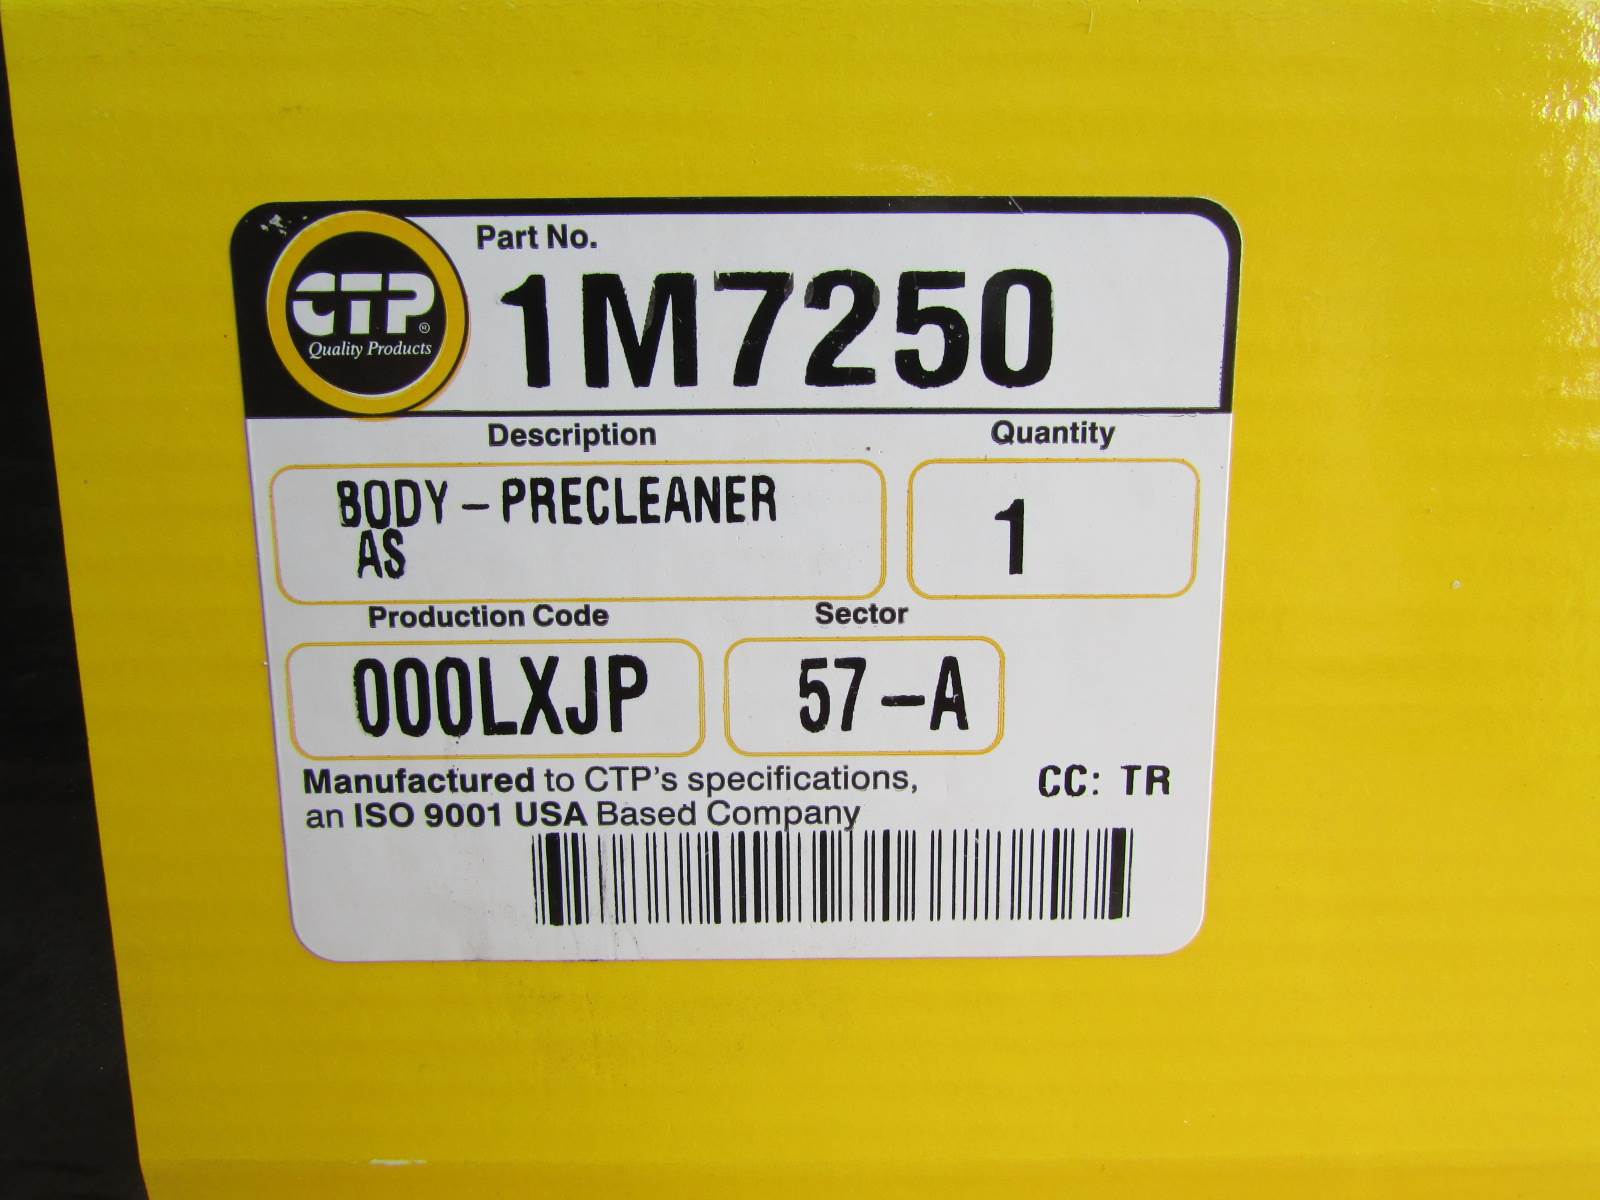 Part No.
CTP®
Quality Products
1M7250
Description
Quantity
BODY-PRECLEANER
AS
1
Production Code
Sector
000LXJP
57-A
Manufactured to CTP's specifications,
an ISO 9001 USA Based Company
CC: TR